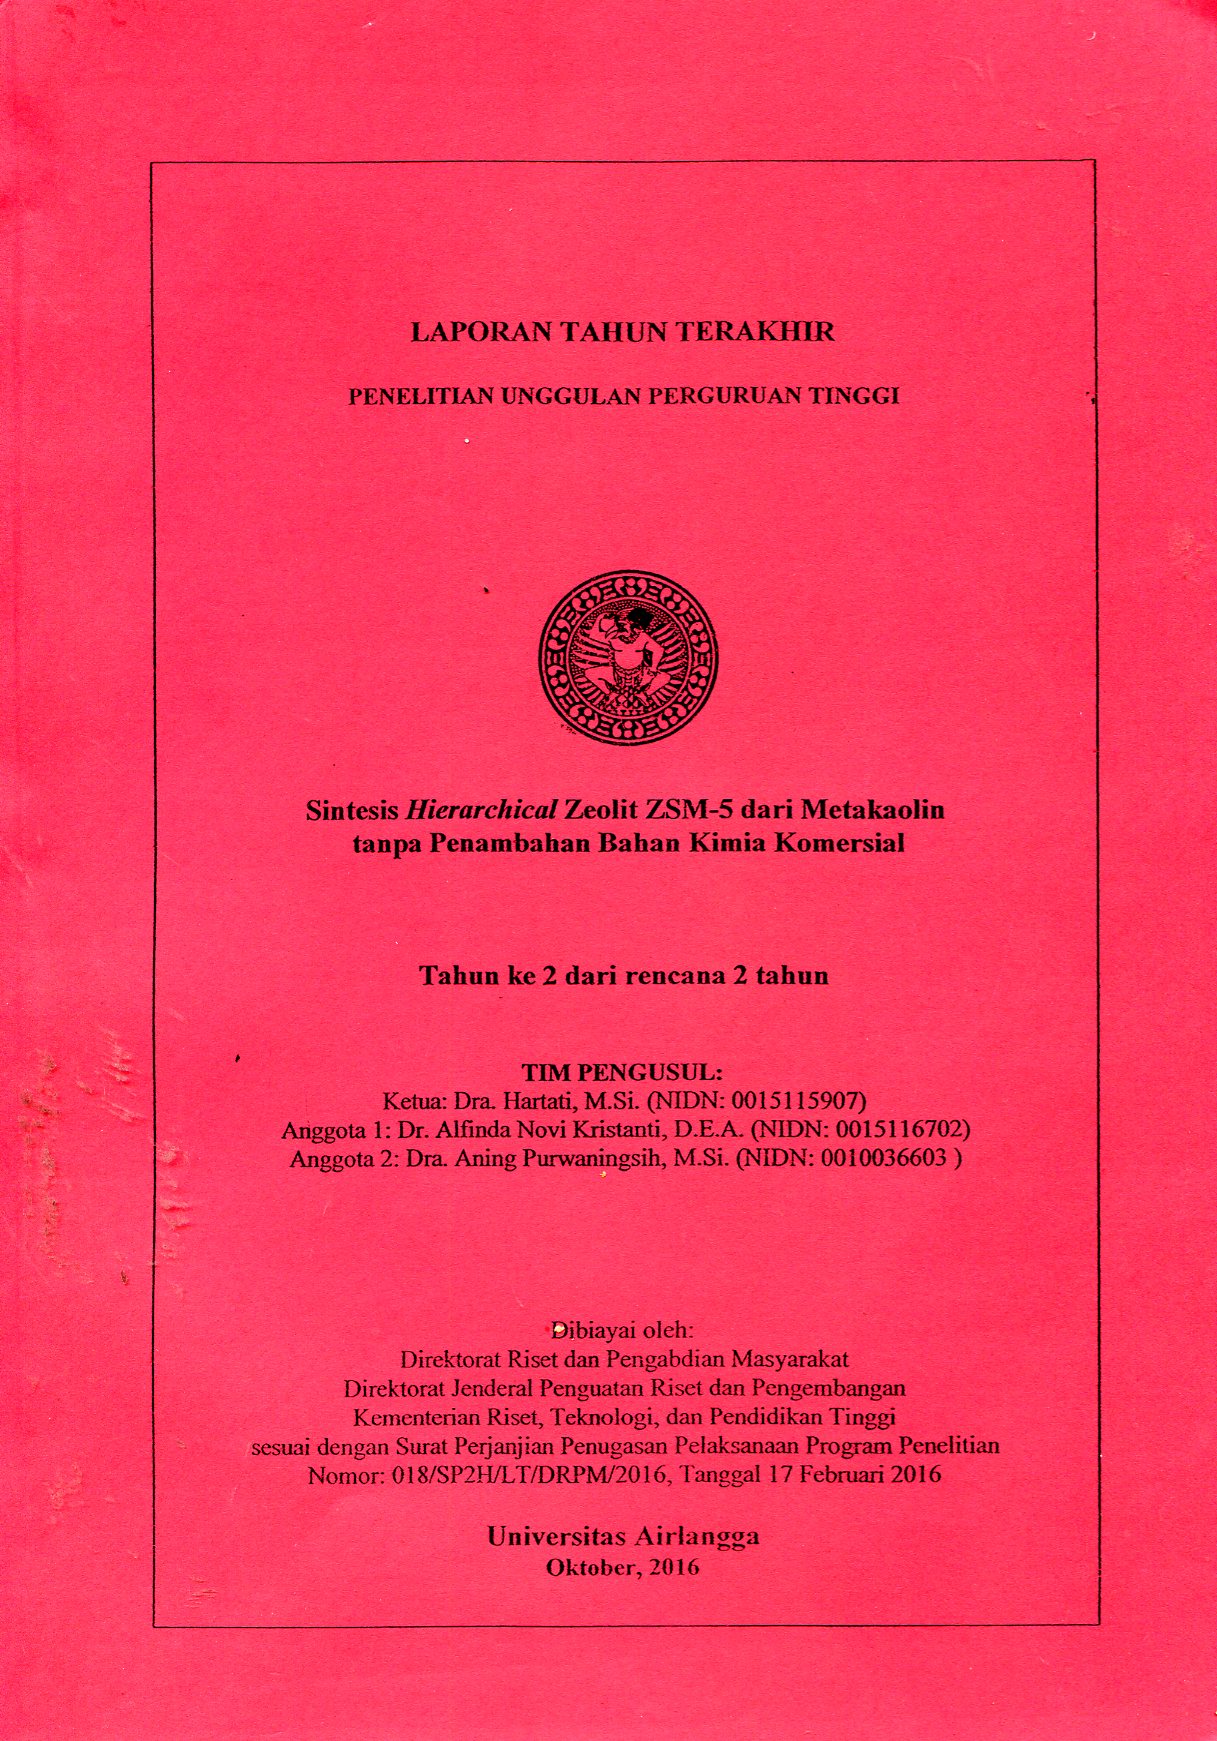 LAPORAN TAHUN TERAKHIR
PENELITIAN UNGGULAN PERGURUAN TINGGI
Sintesis Hierarchical Zeolit ZSM-5 dari Metakaolin
tanpa Penambahan Bahan Kimia Komersial
Tahun ke 2 dari rencana 2 tahun
TIM PENGUSUL:
Ketua: Dra. Hartati, M.Si. (NIDN: 0015115907)
Anggota 1: Dr. Alfinda Novi Kristanti, D.E.A. (NIDN: 0015116702)
Anggota 2: Dra. Aning Purwaningsih, M.Si. (NIDN: 0010036603 )
Dibiayai oleh:
Direktorat Riset dan Pengabdian Masyarakat
Direktorat Jenderal Penguatan Riset dan Pengembangan
Kementerian Riset, Teknologi, dan Pendidikan Tinggi
sesuai dengan Surat Perjanjian Penugasan Pelaksanaan Program Penelitian
Nomor: 018/SP2H/LT/DRPM/2016, Tanggal 17 Februari 2016
Universitas Airlangga
Oktober, 2016